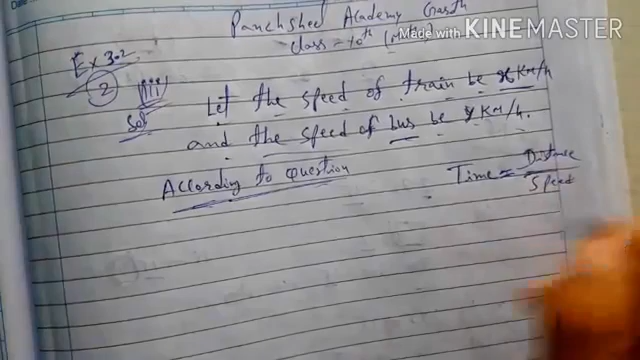 Panchsheel Academy Garh
Class = 10th (Math)
Made with KINEMASTER
Ex 3.2
2 (iii)
Sol
Let the speed of train be x KM/h
and the speed of bus be y KM/h.
According to question
Time = Distance / Speed